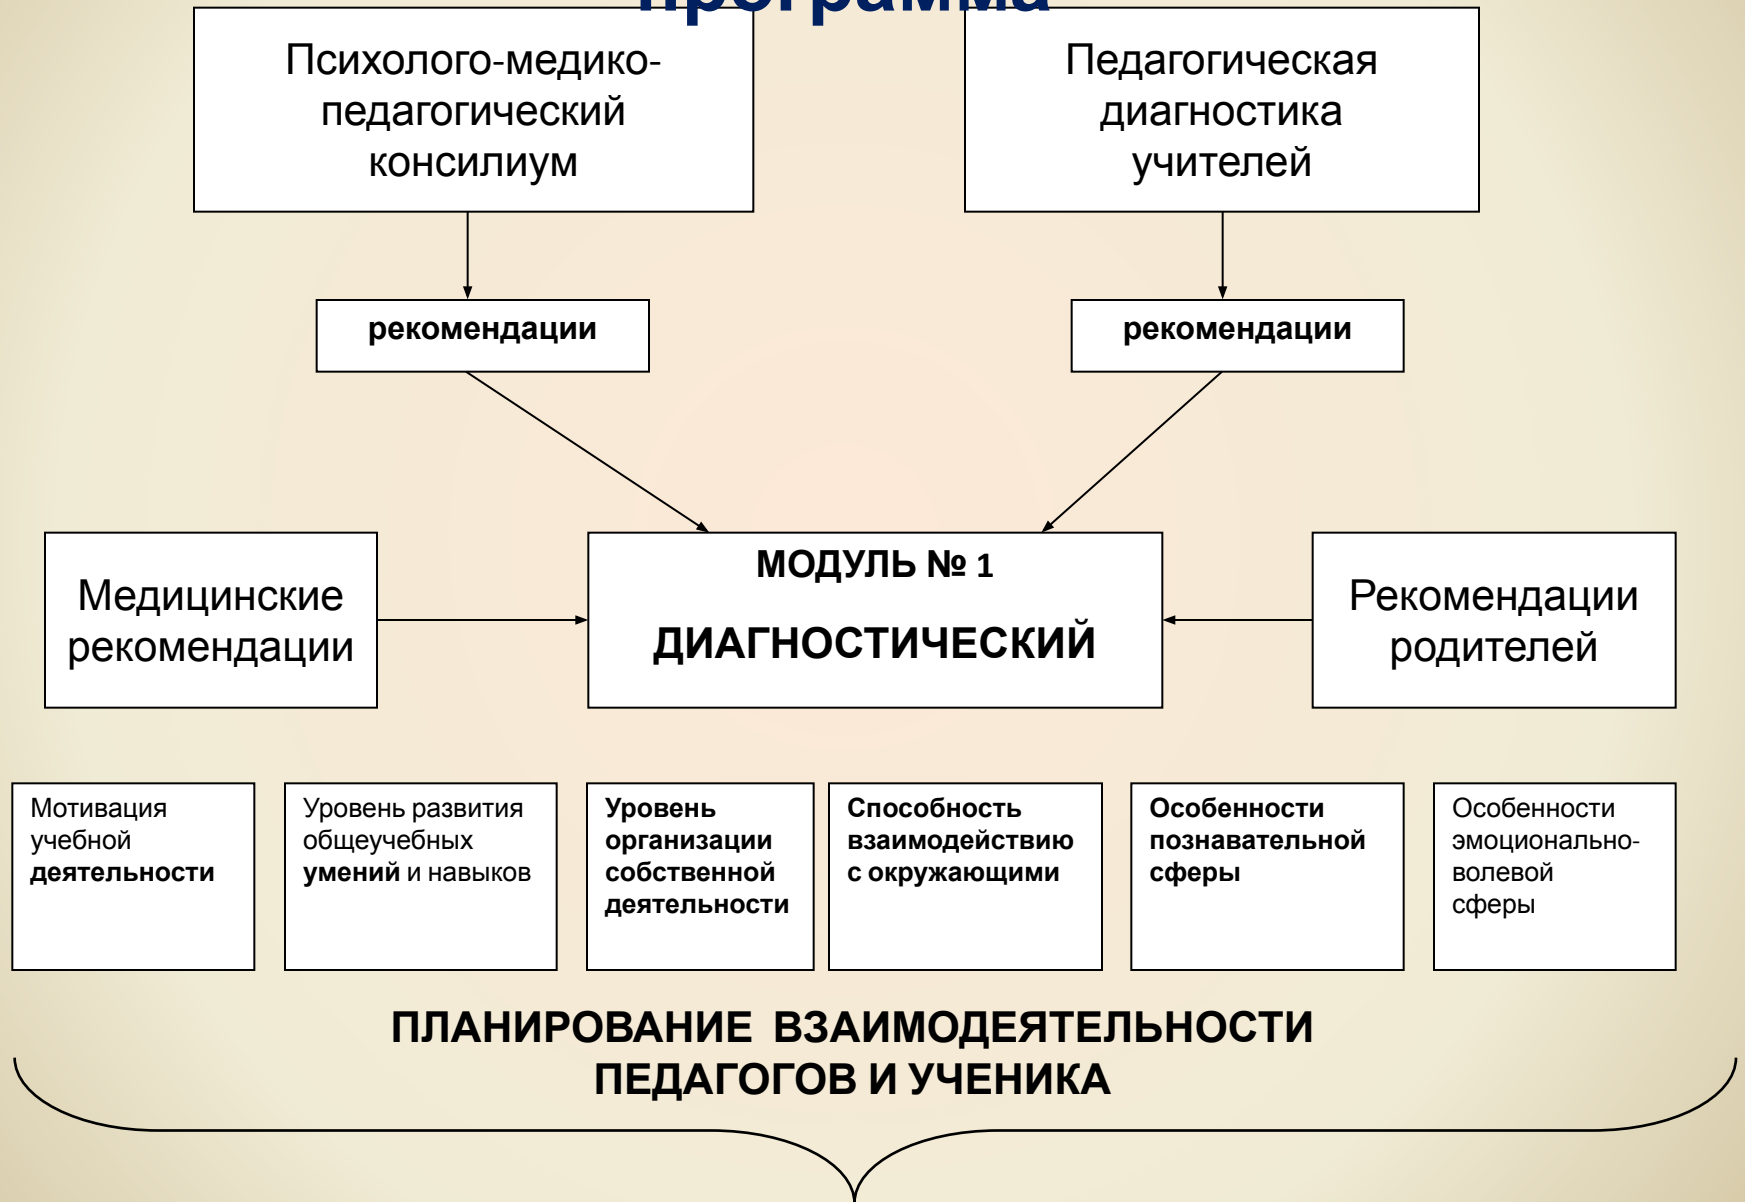 программа
Психолого-медико-
педагогический
консилиум
Педагогическая
диагностика
учителей
рекомендации
рекомендации
Медицинские
рекомендации
МОДУЛЬ № 1
ДИАГНОСТИЧЕСКИЙ
Рекомендации
родителей
Мотивация
учебной
деятельности
Уровень развития
общеучебных
умений и навыков
Уровень
организации
собственной
деятельности
Способность
взаимодействию
с окружающими
Особенности
познавательной
сферы
Особенности
эмоционально-
волевой
сферы
ПЛАНИРОВАНИЕ ВЗАИМОДЕЯТЕЛЬНОСТИ
ПЕДАГОГОВ И УЧЕНИКА